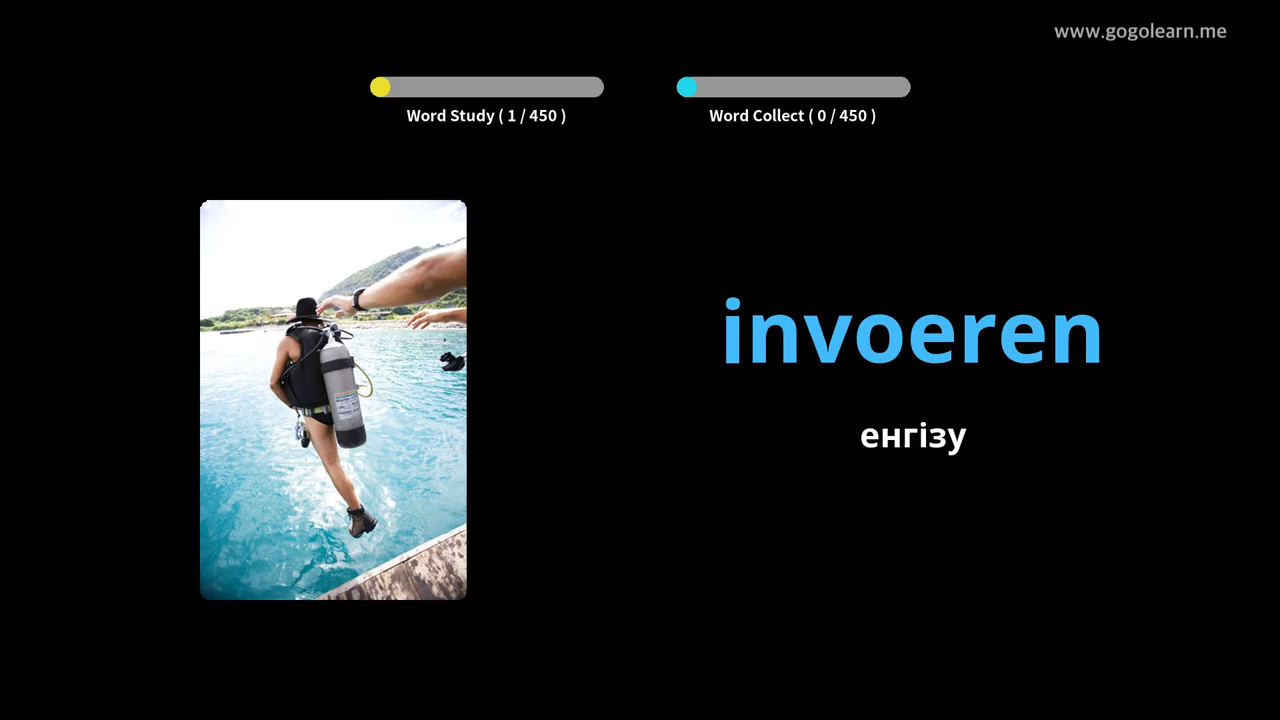 www.gogolearn.me
Word Study ( 1 / 450 )
Word Collect ( 0 / 450 )
invoeren
енгізу